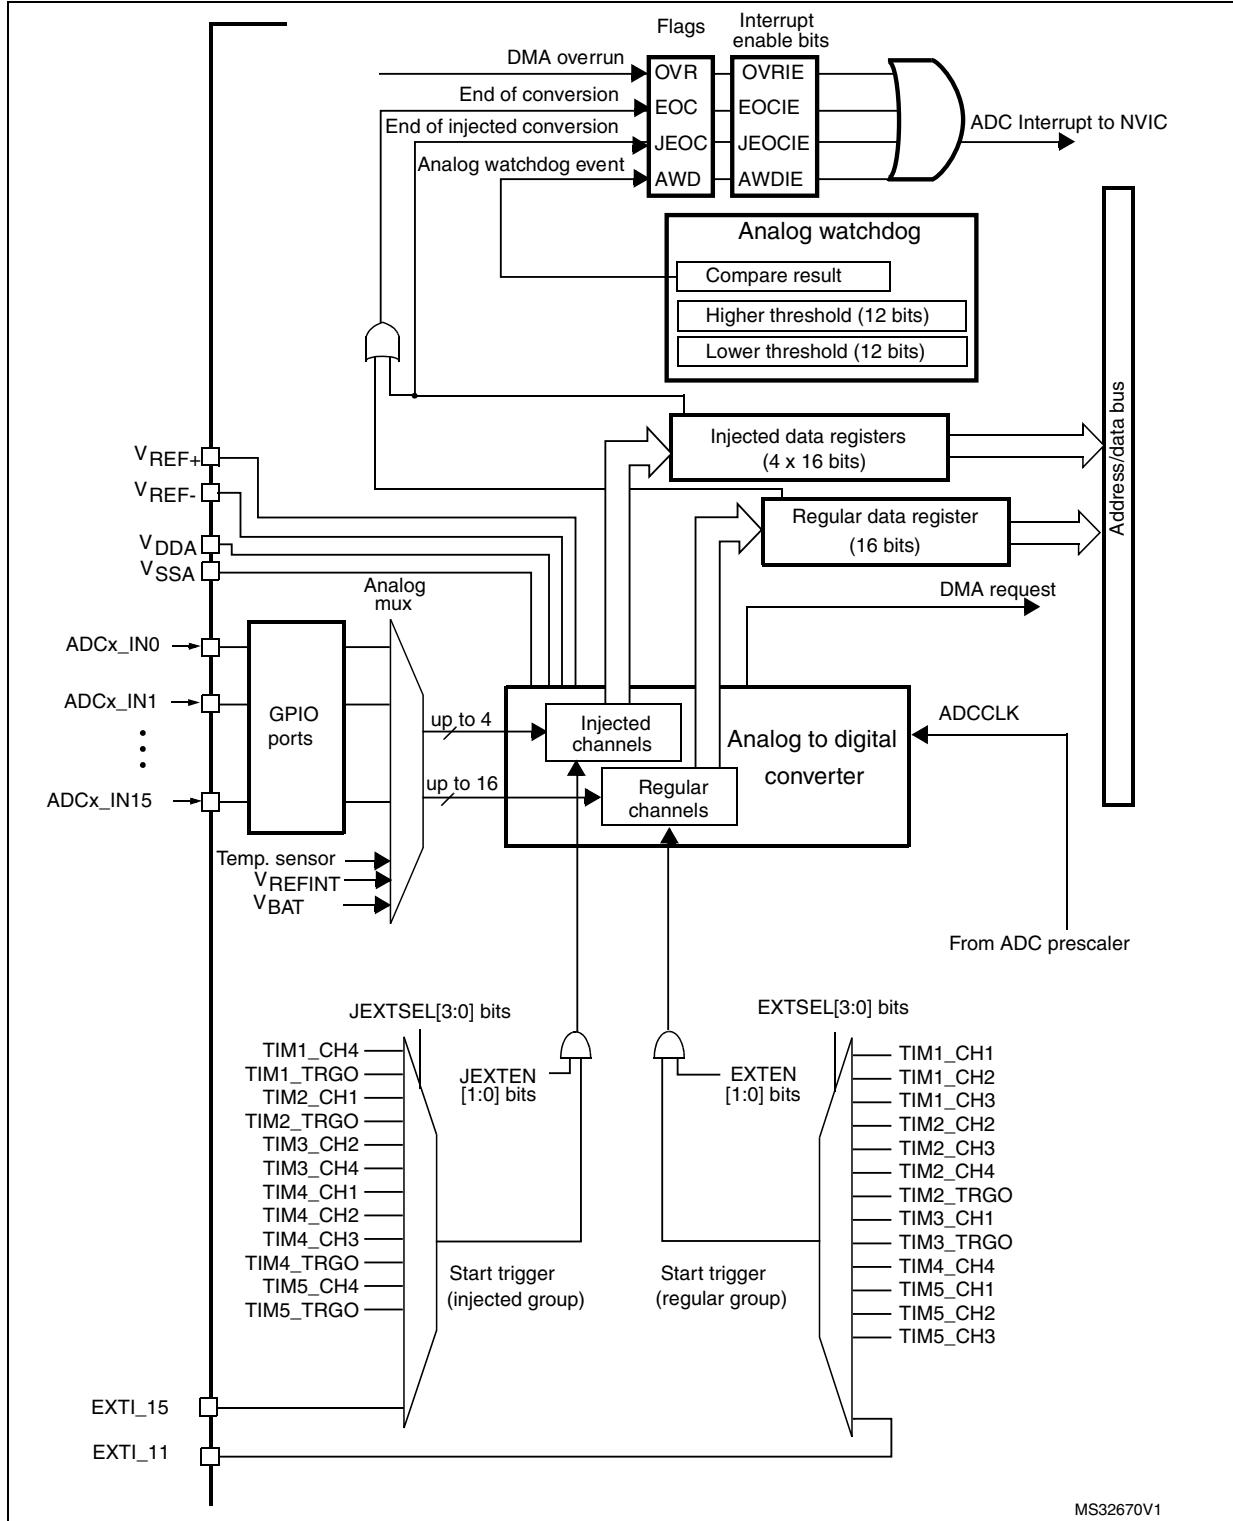 Flags
Interrupt
enable bits
DMA overrun
OVR
OVRIE
End of conversion
EOC
EOCIE
End of injected conversion
JEOC
JEOCIE
ADC Interrupt to NVIC
Analog watchdog event
AWD
AWDIE
Analog watchdog
Compare result
Higher threshold (12 bits)
Lower threshold (12 bits)
Address/data bus
Injected data registers
(4 x 16 bits)
VREF+
VREF-
VDDA
VSSA
Regular data register
(16 bits)
DMA request
Analog
mux
ADCx_IN0
ADCx_IN1
ADCx_IN15
GPIO
ports
up to 4
up to 16
Injected
channels
Regular
channels
Analog to digital
converter
ADCCLK
Temp. sensor
VREFINT
VBAT
From ADC prescaler
JEXTSEL[3:0] bits
EXTSEL[3:0] bits
TIM1_CH4
TIM1_TRGO
TIM2_CH1
TIM2_TRGO
TIM3_CH2
TIM3_CH4
TIM4_CH1
TIM4_CH2
TIM4_CH3
TIM4_TRGO
TIM5_CH4
TIM5_TRGO
JEXTEN
[1:0] bits
EXTEN
[1:0] bits
TIM1_CH1
TIM1_CH2
TIM1_CH3
TIM2_CH2
TIM2_CH3
TIM2_CH4
TIM2_TRGO
TIM3_CH1
TIM3_TRGO
TIM4_CH4
TIM5_CH1
TIM5_CH2
TIM5_CH3
Start trigger
(injected group)
Start trigger
(regular group)
EXTI_15
EXTI_11
MS32670V1